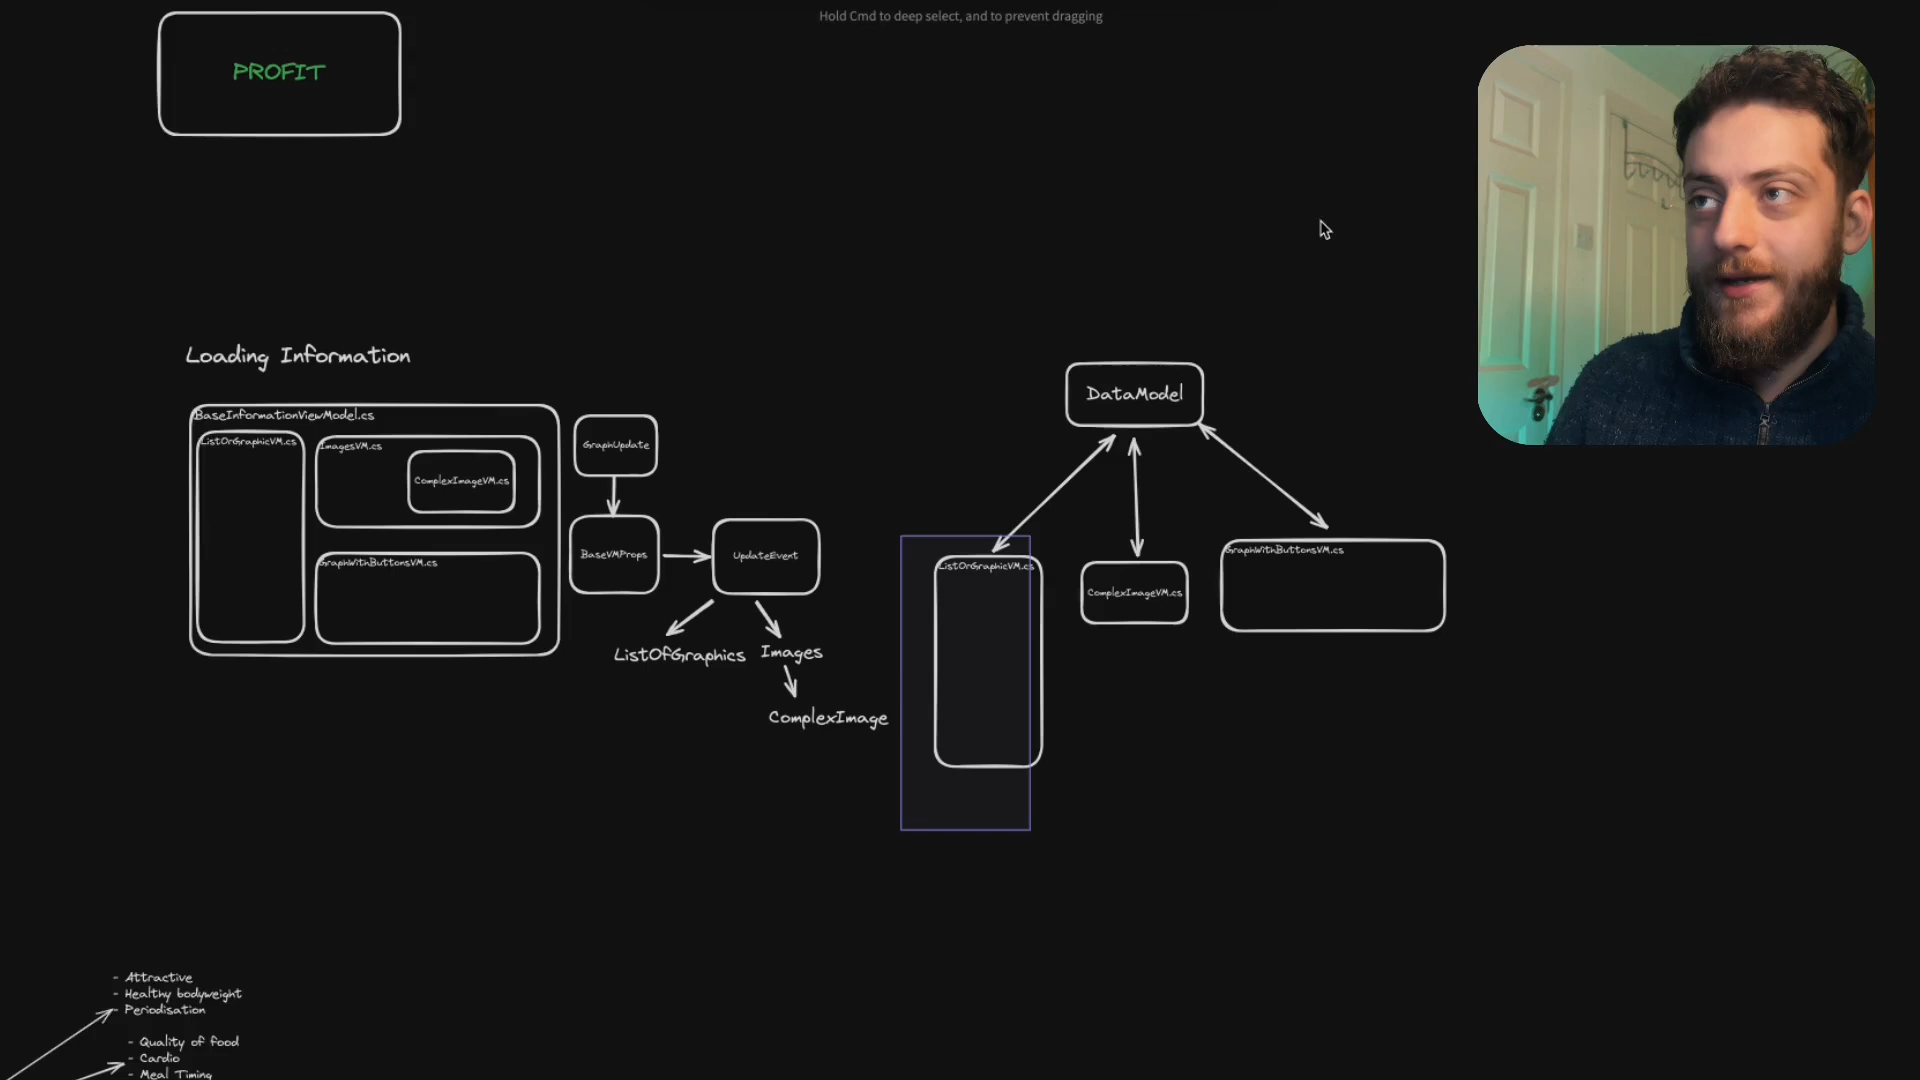 Hold Cmd to deep select, and to prevent dragging
PROFIT
Loading Information
BaseInformationViewModel.cs
ListOrGraphicVM.cs
ImagesVM.cs
ComplexImageVM.cs
GraphWithButtonsVM.cs
GraphUpdate
BaseVMProps
UpdateEvent
ListOfGraphics
Images
ComplexImage
DataModel
ListOrGraphicVM.cs
ComplexImageVM.cs
GraphWithButtonsVM.cs
- Attractive
- Healthy bodyweight
- Periodisation
- Quality of food
- Cardio
- Meal Timing